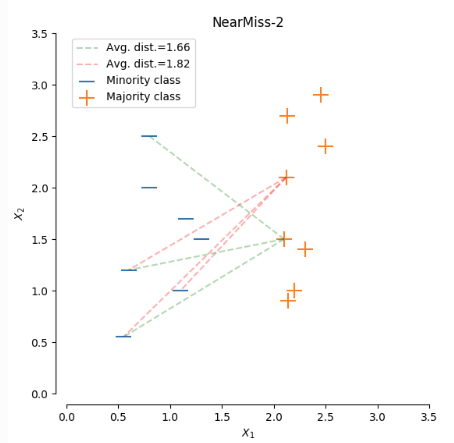 NearMiss-2
Avg. dist.=1.66
Avg. dist.=1.82
Minority class
Majority class
3.5
3.0
2.5
2.0
1.5
1.0
0.5
0.0
X2
0.0 0.5 1.0 1.5 2.0 2.5 3.0 3.5
X1